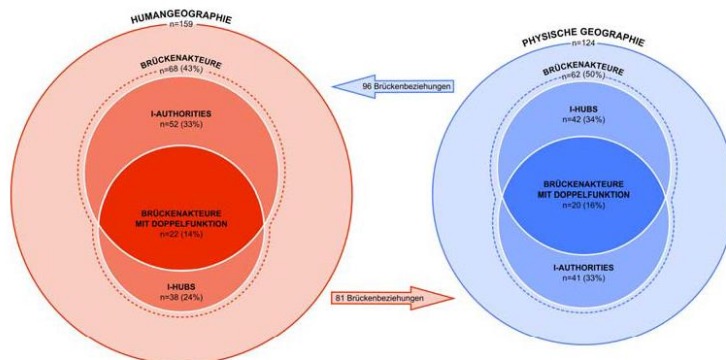 HUMANGEOGRAPHIE
n=159
BRÜCKENAKTEURE
n=68 (43%)
I-AUTHORITIES
n=52 (33%)
BRÜCKENAKTEURE
MIT DOPPELFUNKTION
n=22 (14%)
I-HUBS
n=38 (24%)
96 Brückenbeziehungen
81 Brückenbeziehungen
PHYSISCHE GEOGRAPHIE
n=124
BRÜCKENAKTEURE
n=62 (50%)
I-HUBS
n=42 (34%)
BRÜCKENAKTEURE
MIT DOPPELFUNKTION
n=20 (16%)
I-AUTHORITIES
n=41 (33%)